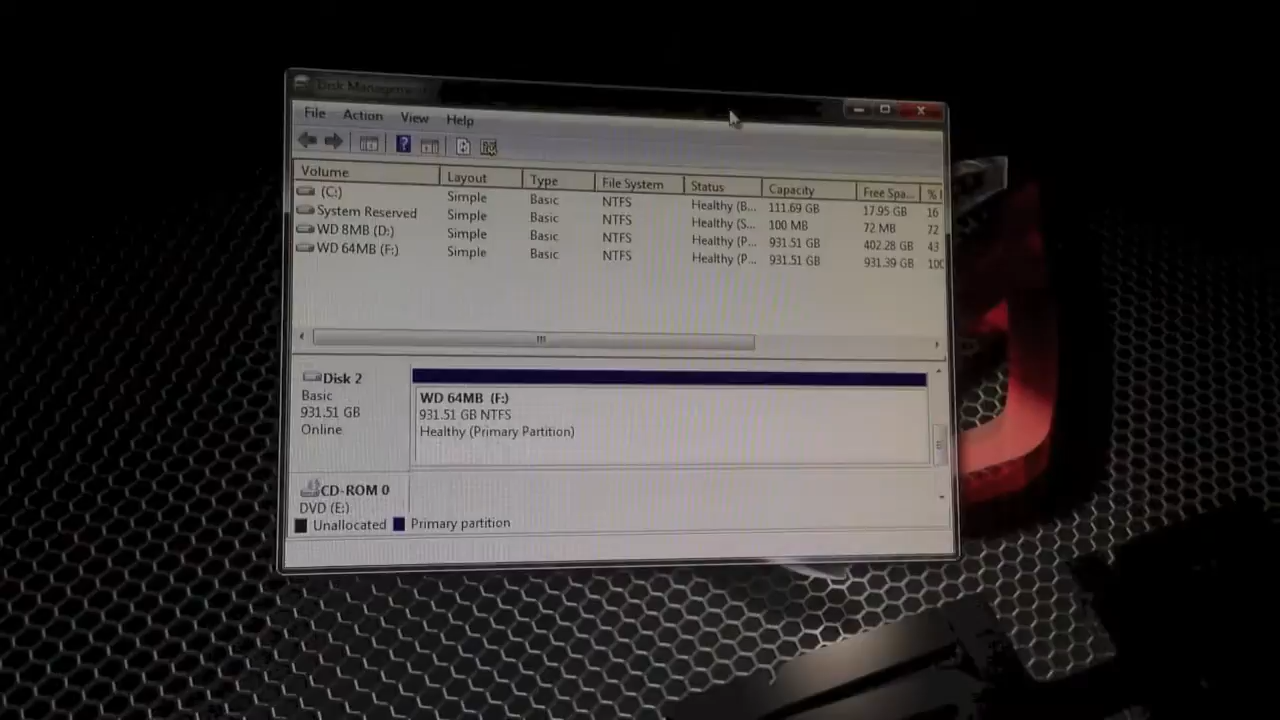 Disk Management
File Action View Help
Volume Layout Type File System Status Capacity Free Spa... %
(C:) Simple Basic NTFS Healthy (B... 111.69 GB 17.95 GB 16
System Reserved Simple Basic NTFS Healthy (S... 100 MB 72 MB 72
WD 8MB (D:) Simple Basic NTFS Healthy (P... 931.51 GB 402.28 GB 43
WD 64MB (F:) Simple Basic NTFS Healthy (P... 931.51 GB 931.39 GB 100
Disk 2
Basic
931.51 GB
Online
WD 64MB (F:)
931.51 GB NTFS
Healthy (Primary Partition)
CD-ROM 0
DVD (E:)
Unallocated Primary partition